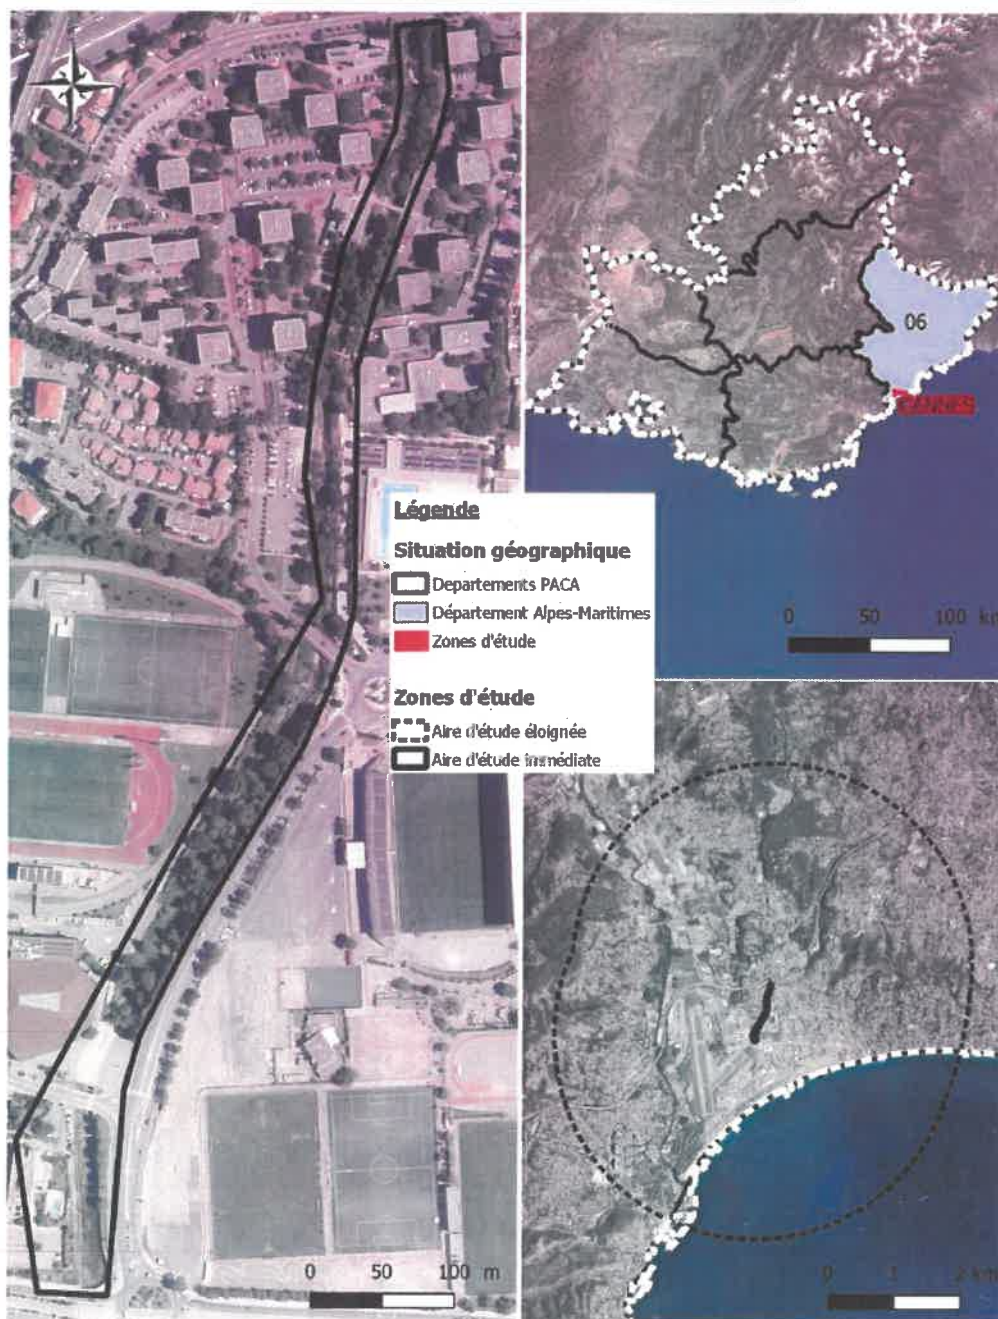 06
CANNES
Légende
Situation géographique
Departements PACA
Département Alpes-Maritimes
Zones d'étude
0 50 100 km
Zones d'étude
Aire d'étude éloignée
Aire d'étude immédiate
0 50 100 m
0 1 2 km